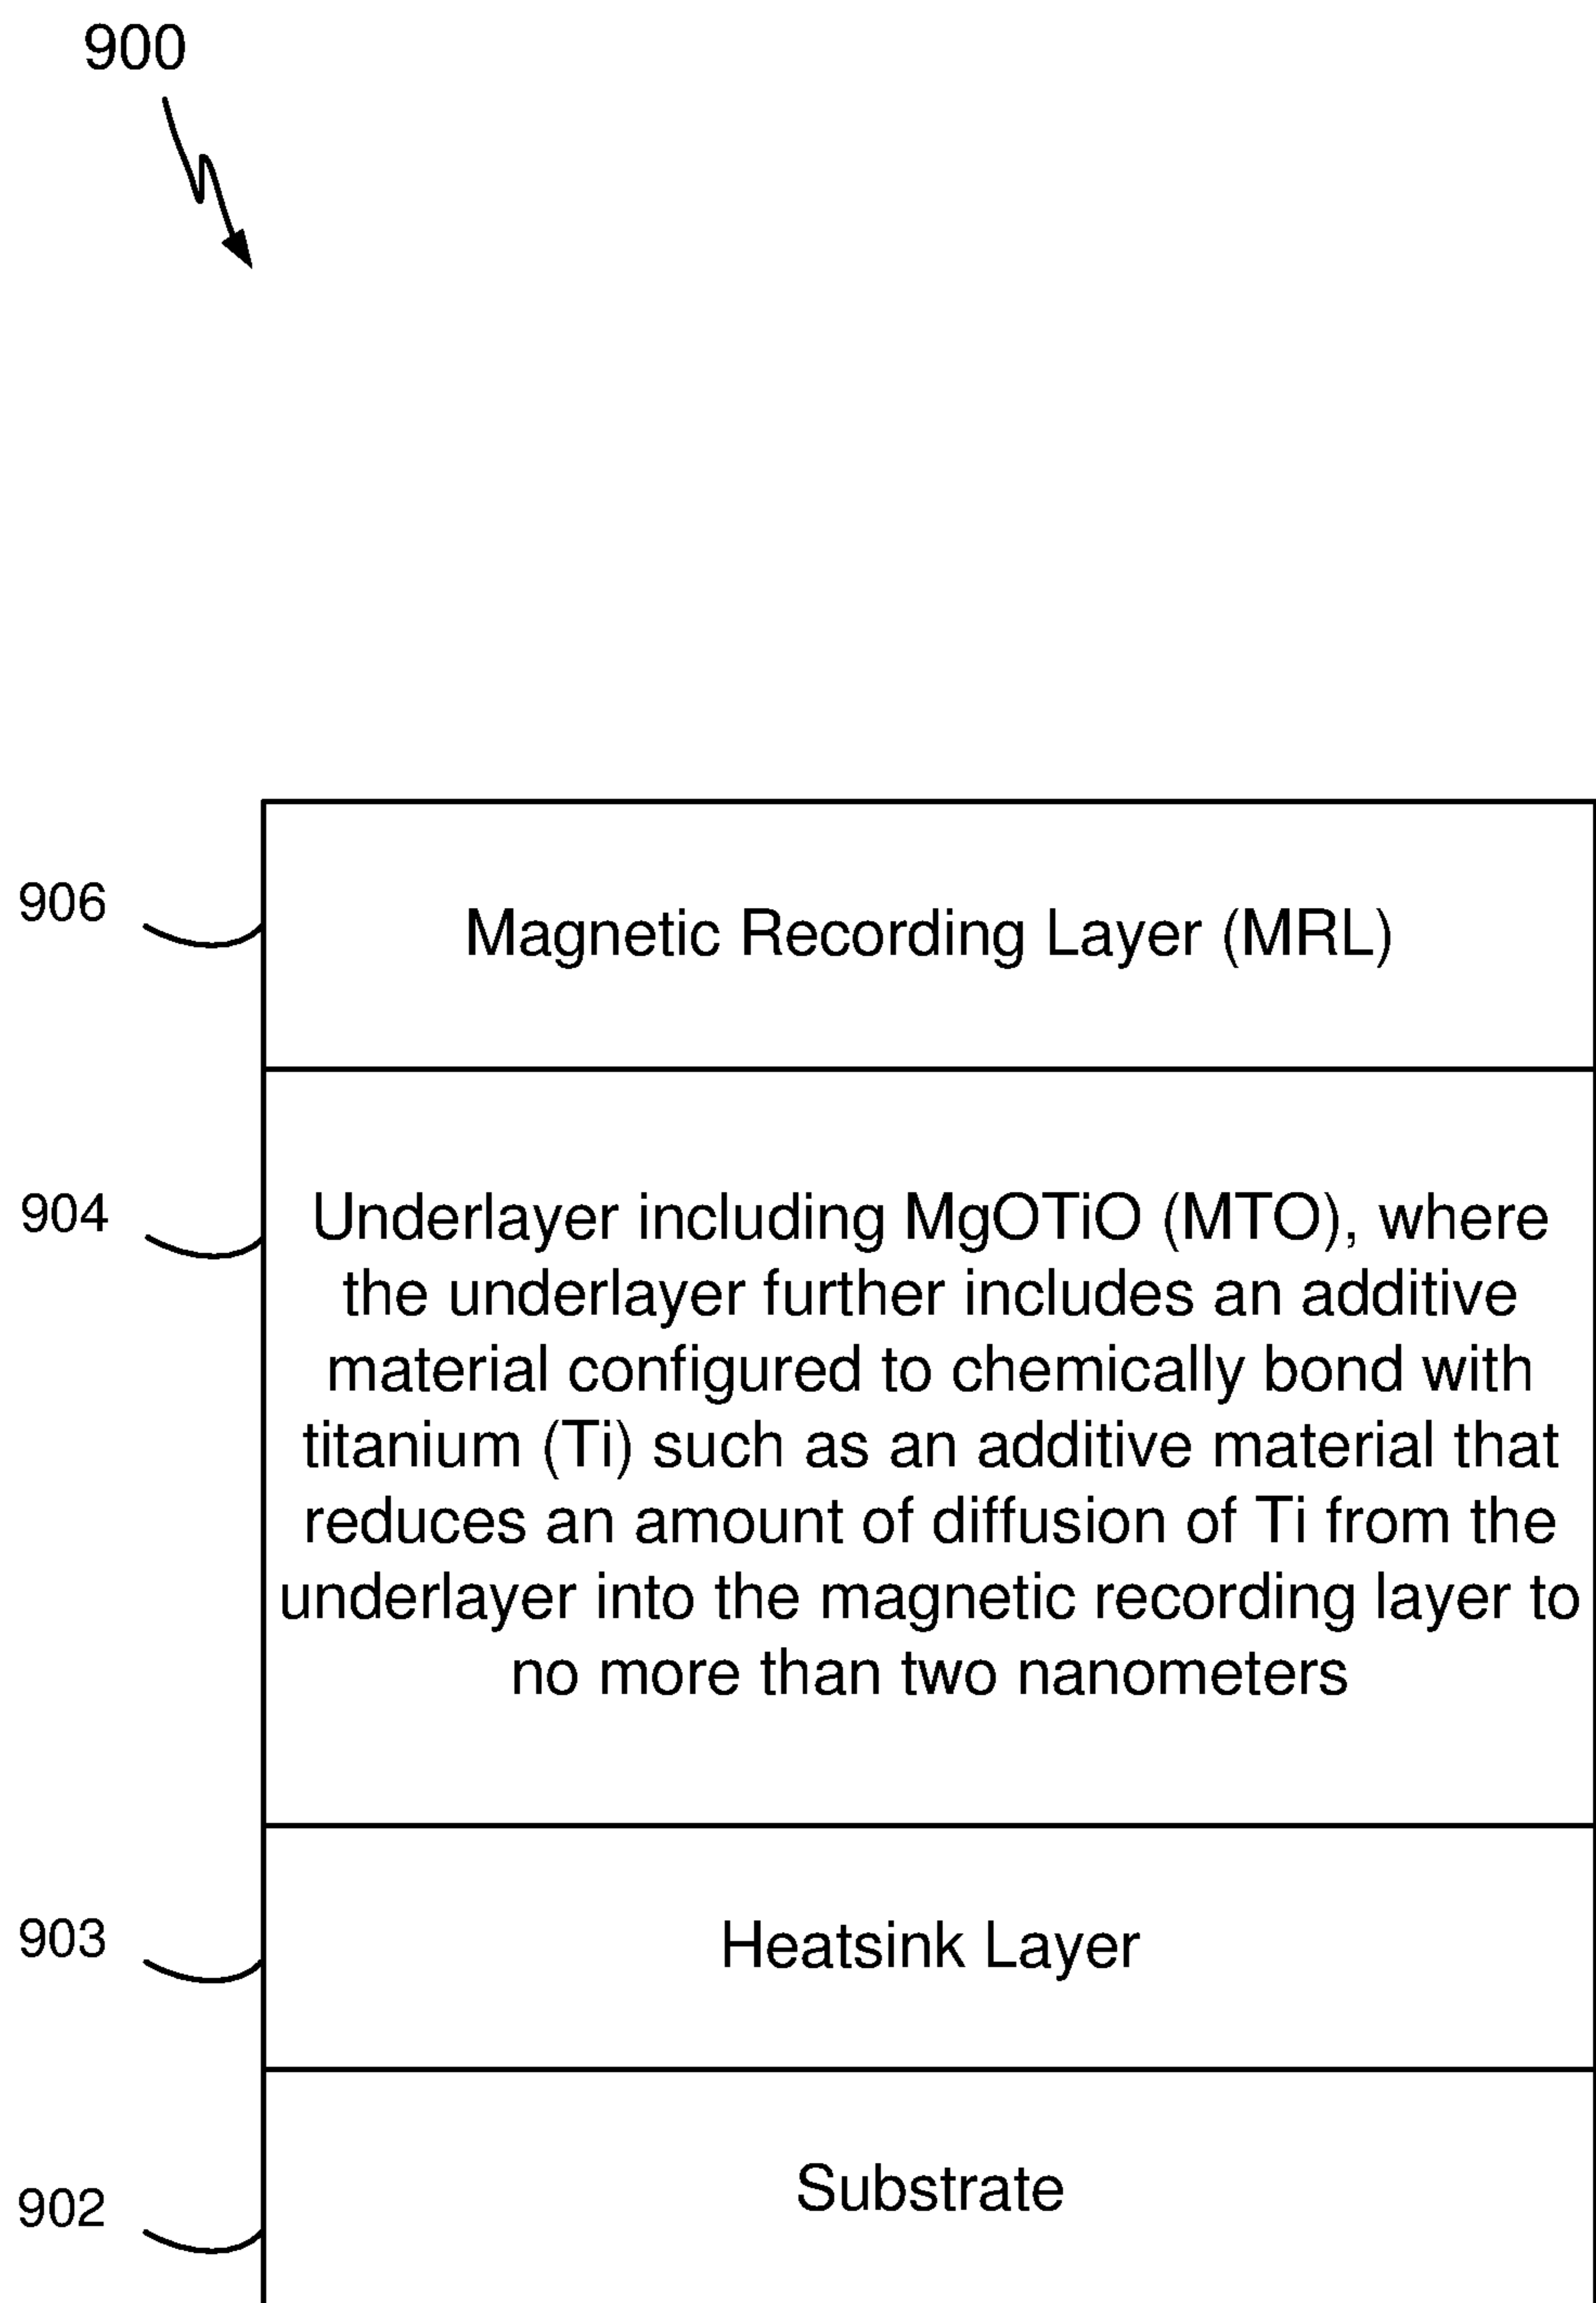 900
906
Magnetic Recording Layer (MRL)
904
Underlayer including MgOTiO (MTO), where
the underlayer further includes an additive
material configured to chemically bond with
titanium (Ti) such as an additive material that
reduces an amount of diffusion of Ti from the
underlayer into the magnetic recording layer to
no more than two nanometers
903
Heatsink Layer
902
Substrate